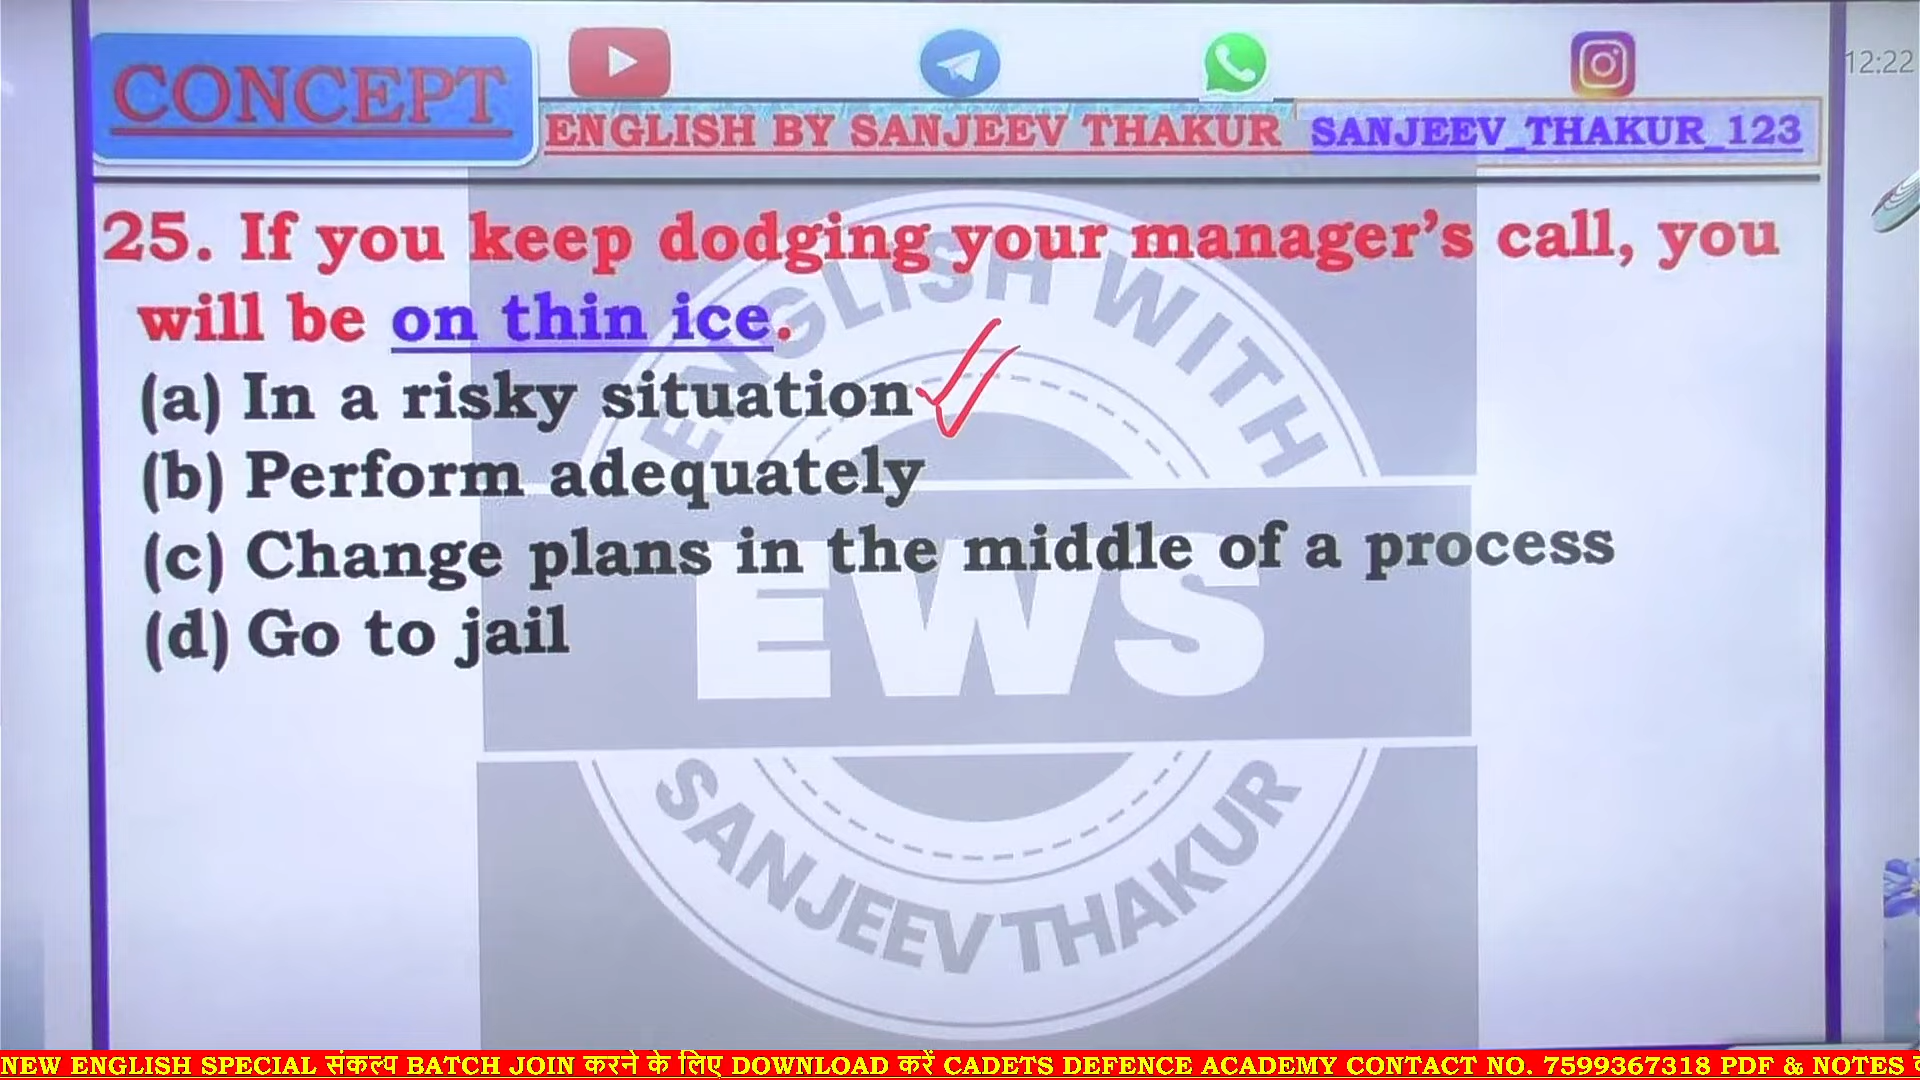 12:22
CONCEPT
ENGLISH BY SANJEEV THAKUR SANJEEV_THAKUR_123
25. If you keep dodging your manager's call, you
will be on thin ice.
(a) In a risky situation
(b) Perform adequately
(c) Change plans in the middle of a process
(d) Go to jail
ENGLISH WITH
EWS
SANJEEV THAKUR
NEW ENGLISH SPECIAL संकल्प BATCH JOIN करने के लिए DOWNLOAD करें CADETS DEFENCE ACADEMY CONTACT NO. 7599367318 PDF & NOTES